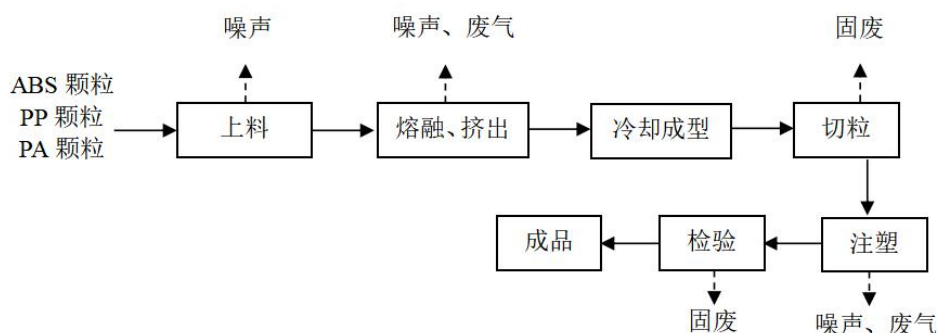 噪声
噪声、废气
固废
ABS 颗粒
PP 颗粒
PA 颗粒
上料
熔融、挤出
冷却成型
切粒
成品
检验
注塑
固废
噪声、废气